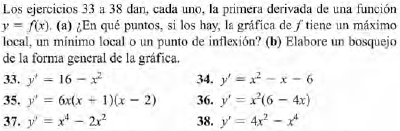 Los ejercicios 33 a 38 dan, cada uno, la primera derivada de una función
y = f(x). (a) ¿En qué puntos, si los hay, la gráfica de f tiene un máximo
local, un mínimo local o un punto de inflexión? (b) Elabore un bosquejo
de la forma general de la gráfica.
33. y′ = 16 − x² 34. y′ = x² − x − 6
35. y′ = 6x(x + 1)(x − 2) 36. y′ = x²(6 − 4x)
37. y′ = x⁴ − 2x² 38. y′ = 4x² − x⁴